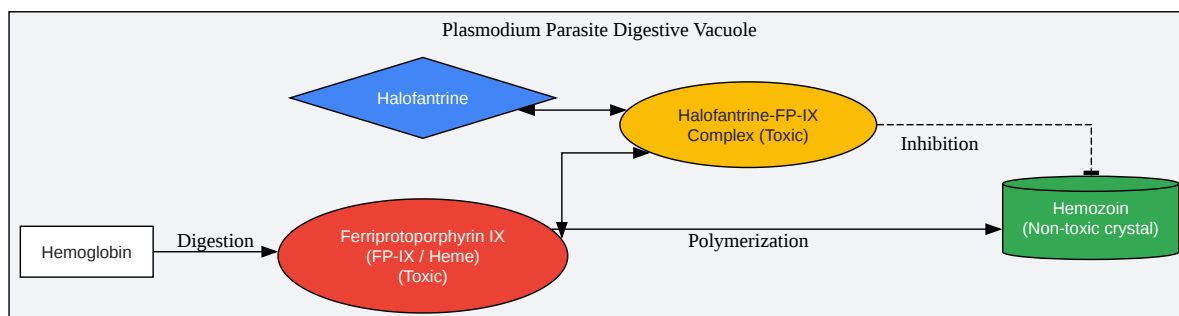 Plasmodium Parasite Digestive Vacuole
Halofantrine
Halofantrine-FP-IX
Complex (Toxic)
Inhibition
Hemozoin
(Non-toxic crystal)
Hemoglobin
Digestion
Ferriprotoporphyrin IX
(FP-IX / Heme)
(Toxic)
Polymerization